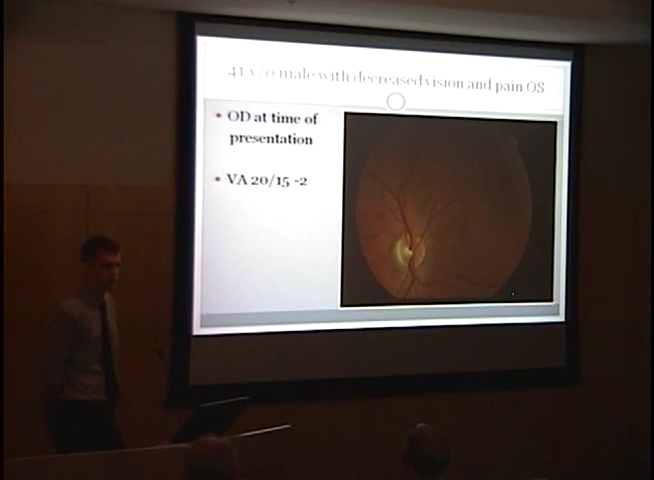 41 y/o male with decreased vision and pain OS
• OD at time of
presentation
• VA 20/15 -2